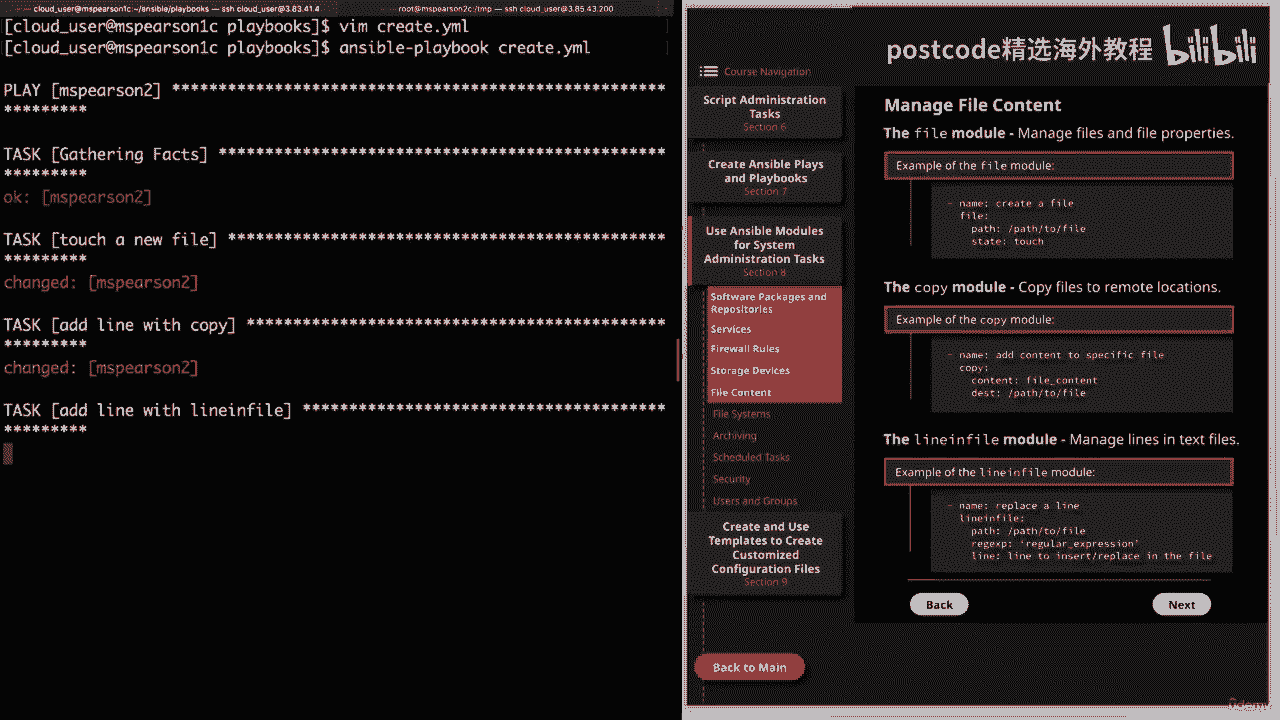 cloud_user@mspearson1c:~/ansible/playbooks — ssh cloud_user@3.83.41.4
root@mspearson2c:/tmp — ssh cloud_user@3.85.43.200
[cloud_user@mspearson1c playbooks]$ vim create.yml
[cloud_user@mspearson1c playbooks]$ ansible-playbook create.yml
PLAY [mspearson2] **********************************************
*********
TASK [Gathering Facts] *****************************************
*********
ok: [mspearson2]
TASK [touch a new file] ****************************************
*********
changed: [mspearson2]
TASK [add line with copy] **************************************
*********
changed: [mspearson2]
TASK [add line with lineinfile] **********************************
*********
postcode精选海外教程 bilibili
Course Navigation
Script Administration
Tasks
Section 6
Create Ansible Plays
and Playbooks
Section 7
Use Ansible Modules
for System
Administration Tasks
Section 8
Software Packages and
Repositories
Services
Firewall Rules
Storage Devices
File Content
File Systems
Archiving
Scheduled Tasks
Security
Users and Groups
Create and Use
Templates to Create
Customized
Configuration Files
Section 9
Back to Main
Manage File Content
The file module - Manage files and file properties.
Example of the file module:
- name: create a file
file:
path: /path/to/file
state: touch
The copy module - Copy files to remote locations.
Example of the copy module:
- name: add content to specific file
copy:
content: file_content
dest: /path/to/file
The lineinfile module - Manage lines in text files.
Example of the lineinfile module:
- name: replace a line
lineinfile:
path: /path/to/file
regexp: 'regular_expression'
line: line to insert/replace in the file
Back
Next
Udemy